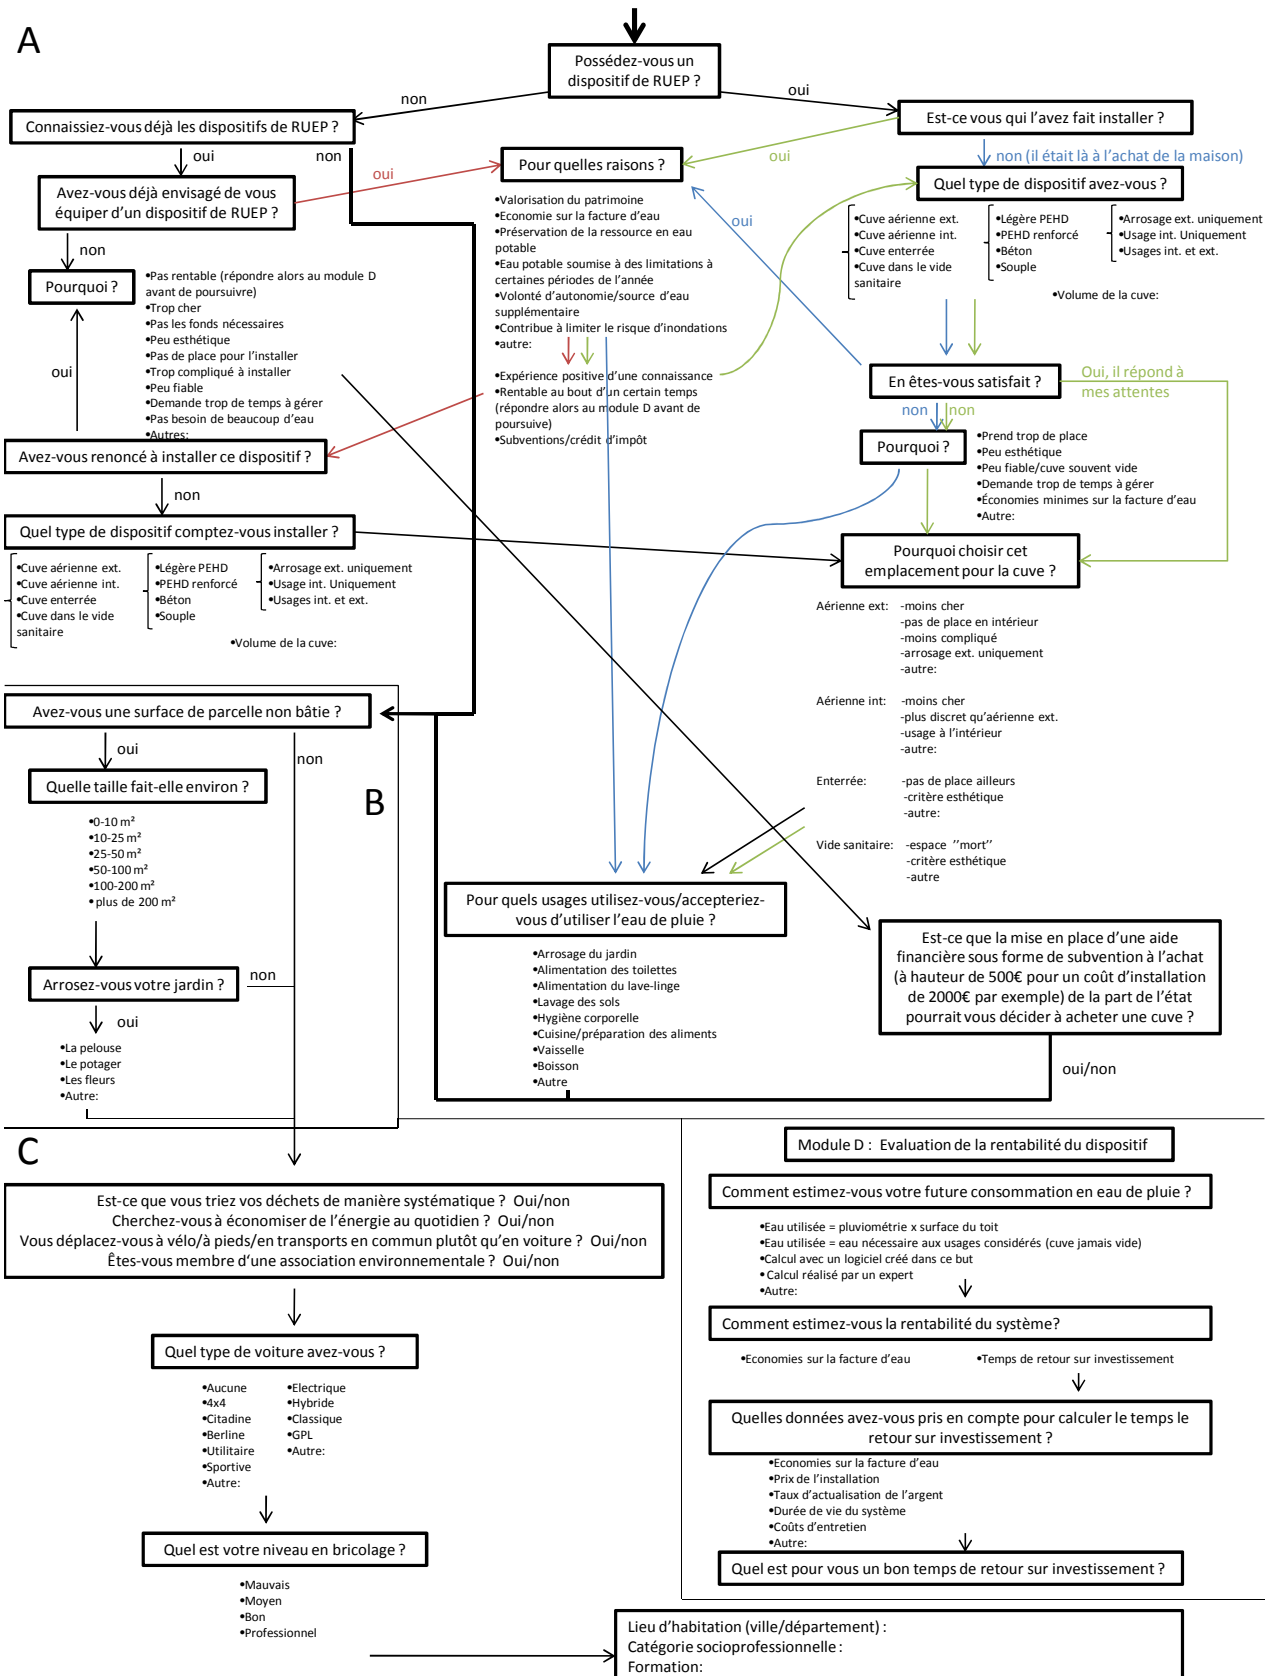 A
Possédez-vous un
dispositif de RUEP ?
non
oui
Connaissiez-vous déjà les dispositifs de RUEP ?
Est-ce vous qui l'avez fait installer ?
oui
non
oui
non (il était là à l'achat de la maison)
Avez-vous déjà envisagé de vous
équiper d'un dispositif de RUEP ?
oui
Pour quelles raisons ?
•Valorisation du patrimoine
•Economie sur la facture d'eau
•Préservation de la ressource en eau
potable
•Eau potable soumise à des limitations à
certaines périodes de l'année
•Volonté d'autonomie/source d'eau
supplémentaire
•Contribue à limiter le risque d'inondations
•autre:
•Expérience positive d'une connaissance
•Rentable au bout d'un certain temps
(répondre alors au module D avant de
poursuive)
•Subventions/crédit d'impôt
Quel type de dispositif avez-vous ?
•Cuve aérienne ext.
•Cuve aérienne int.
•Cuve enterrée
•Cuve dans le vide
sanitaire
•Légère PEHD
•PEHD renforcé
•Béton
•Souple
•Arrosage ext. uniquement
•Usage int. Uniquement
•Usages int. et ext.
•Volume de la cuve:
oui
non
Pourquoi ?
•Pas rentable (répondre alors au module D
avant de poursuivre)
•Trop cher
•Pas les fonds nécessaires
•Peu esthétique
•Pas de place pour l'installer
•Trop compliqué à installer
•Peu fiable
•Demande trop de temps à gérer
•Pas besoin de beaucoup d'eau
•Autres:
oui
En êtes-vous satisfait ?
Oui, il répond à
mes attentes
non
non
Pourquoi ?
•Prend trop de place
•Peu esthétique
•Peu fiable/cuve souvent vide
•Demande trop de temps à gérer
•Économies minimes sur la facture d'eau
•Autre:
Avez-vous renoncé à installer ce dispositif ?
non
Quel type de dispositif comptez-vous installer ?
•Cuve aérienne ext.
•Cuve aérienne int.
•Cuve enterrée
•Cuve dans le vide
sanitaire
•Légère PEHD
•PEHD renforcé
•Béton
•Souple
•Arrosage ext. uniquement
•Usage int. Uniquement
•Usages int. et ext.
•Volume de la cuve:
Pourquoi choisir cet
emplacement pour la cuve ?
Aérienne ext: -moins cher
-pas de place en intérieur
-moins compliqué
-arrosage ext. uniquement
-autre:
Aérienne int: -moins cher
-plus discret qu'aérienne ext.
-usage à l'intérieur
-autre:
Enterrée: -pas de place ailleurs
-critère esthétique
-autre:
Vide sanitaire: -espace ''mort''
-critère esthétique
-autre
B
Avez-vous une surface de parcelle non bâtie ?
oui
non
Quelle taille fait-elle environ ?
•0-10 m²
•10-25 m²
•25-50 m²
•50-100 m²
•100-200 m²
• plus de 200 m²
Arrosez-vous votre jardin ?
non
oui
•La pelouse
•Le potager
•Les fleurs
•Autre:
Pour quels usages utilisez-vous/accepteriez-
vous d'utiliser l'eau de pluie ?
•Arrosage du jardin
•Alimentation des toilettes
•Alimentation du lave-linge
•Lavage des sols
•Hygiène corporelle
•Cuisine/préparation des aliments
•Vaisselle
•Boisson
•Autre
Est-ce que la mise en place d'une aide
financière sous forme de subvention à l'achat
(à hauteur de 500€ pour un coût d'installation
de 2000€ par exemple) de la part de l'état
pourrait vous décider à acheter une cuve ?
oui/non
C
Est-ce que vous triez vos déchets de manière systématique ? Oui/non
Cherchez-vous à économiser de l'énergie au quotidien ? Oui/non
Vous déplacez-vous à vélo/à pieds/en transports en commun plutôt qu'en voiture ? Oui/non
Êtes-vous membre d'une association environnementale ? Oui/non
Quel type de voiture avez-vous ?
•Aucune
•4x4
•Citadine
•Berline
•Utilitaire
•Sportive
•Autre:
•Electrique
•Hybride
•Classique
•GPL
•Autre:
Quel est votre niveau en bricolage ?
•Mauvais
•Moyen
•Bon
•Professionnel
Module D : Evaluation de la rentabilité du dispositif
Comment estimez-vous votre future consommation en eau de pluie ?
•Eau utilisée = pluviométrie x surface du toit
•Eau utilisée = eau nécessaire aux usages considérés (cuve jamais vide)
•Calcul avec un logiciel créé dans ce but
• Calcul réalisé par un expert
•Autre:
Comment estimez-vous la rentabilité du système?
•Economies sur la facture d'eau
•Temps de retour sur investissement
Quelles données avez-vous pris en compte pour calculer le temps le
retour sur investissement ?
•Economies sur la facture d'eau
•Prix de l'installation
•Taux d'actualisation de l'argent
•Durée de vie du système
•Coûts d'entretien
•Autre:
Quel est pour vous un bon temps de retour sur investissement ?
Lieu d'habitation (ville/département) :
Catégorie socioprofessionnelle :
Formation: